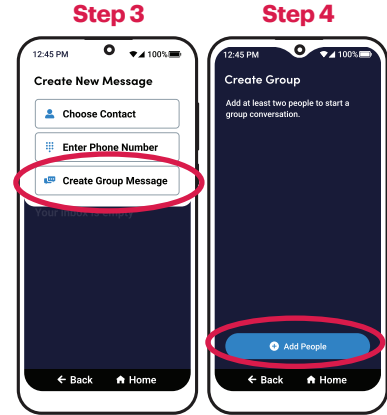 Step 3
12:45 PM
100%
Create New Message
Choose Contact
Enter Phone Number
Create Group Message
Your inbox is empty
Back
Home
Step 4
12:45 PM
100%
Create Group
Add at least two people to start a
group conversation.
Add People
Back
Home